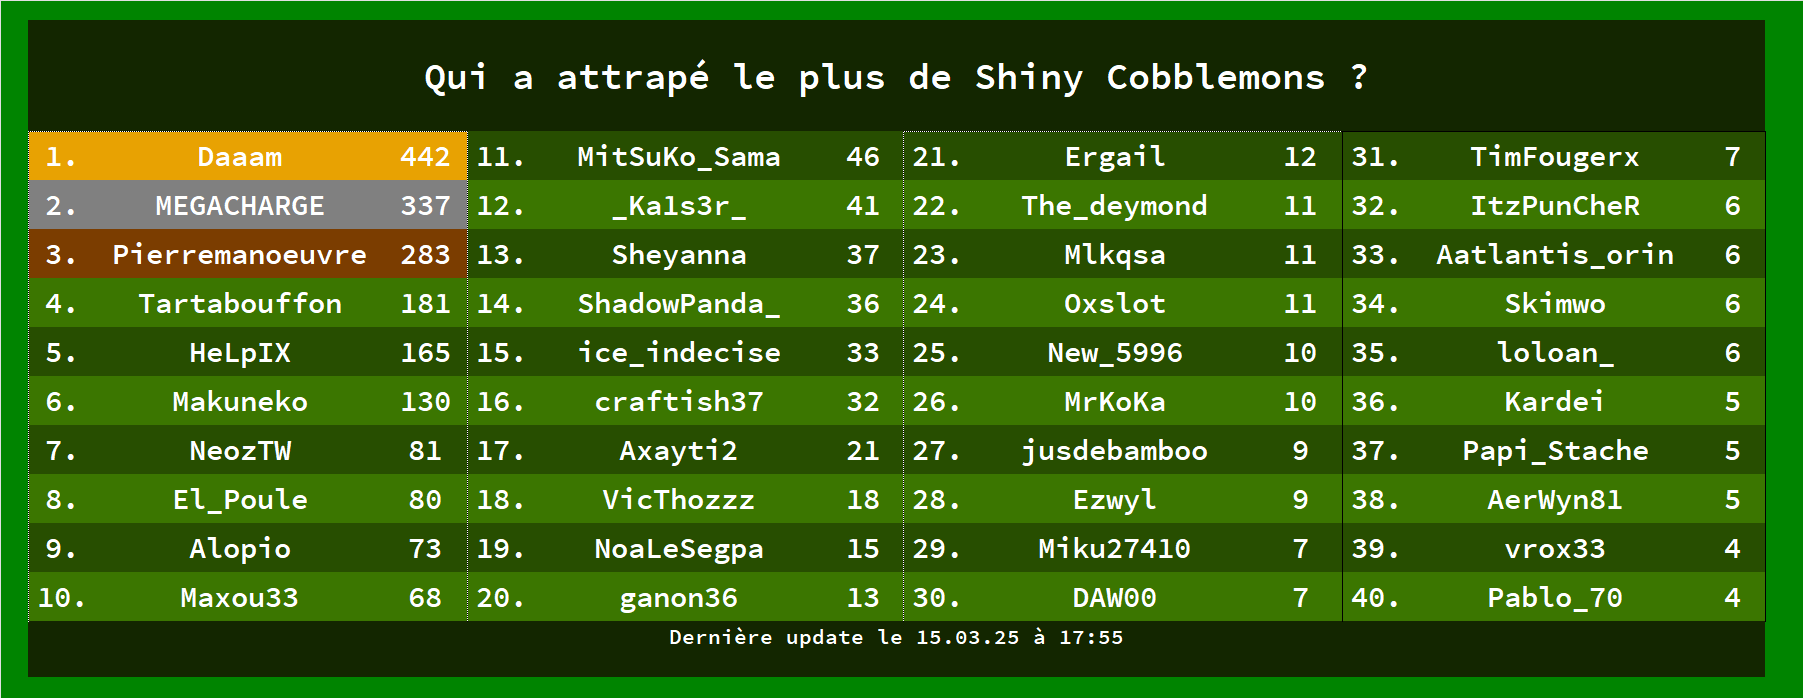 Qui a attrapé le plus de Shiny Cobblemons ?
1. Daaam 442 11. MitSuKo_Sama 46 21. Ergail 12 31. TimFougerx 7
2. MEGACHARGE 337 12. _Kals3r_ 41 22. The_deymond 11 32. ItzPunCheR 6
3. Pierremanoeuvre 283 13. Sheyanna 37 23. Mlkqsa 11 33. Aatlantis_orin 6
4. Tartabouffon 181 14. ShadowPanda_ 36 24. Oxslot 11 34. Skimwo 6
5. HeLpIX 165 15. ice_indecise 33 25. New_5996 10 35. loloan_ 6
6. Makuneko 130 16. craftish37 32 26. MrKoKa 10 36. Kardei 5
7. NeozTW 81 17. Axayti2 21 27. jusdebamboo 9 37. Papi_Stache 5
8. El_Poule 80 18. VicThozzz 18 28. Ezwyl 9 38. AerWyn81 5
9. Alopio 73 19. NoaLeSegpa 15 29. Miku27410 7 39. vrox33 4
10. Maxou33 68 20. ganon36 13 30. DAW00 7 40. Pablo_70 4
Dernière update le 15.03.25 à 17:55